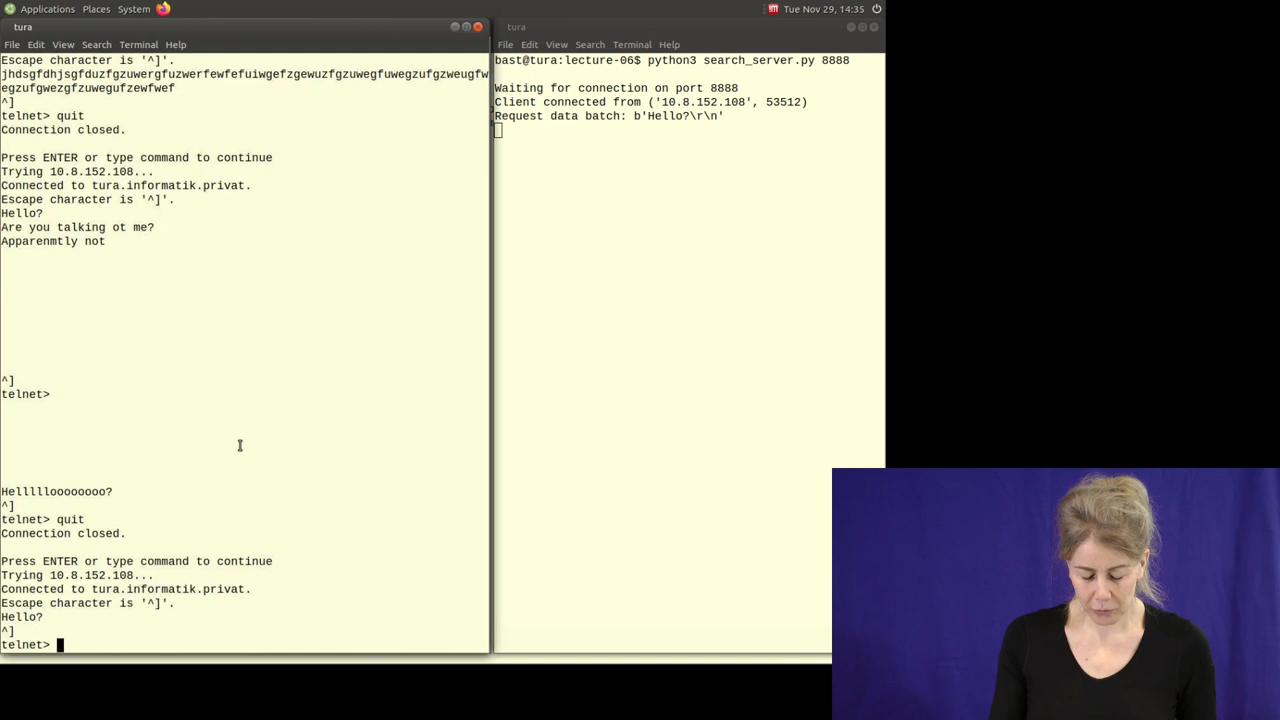 Applications Places System
Tue Nov 29, 14:35
tura
File Edit View Search Terminal Help
Escape character is '^]'.
jhdsgfdhjsgfduzfgzuwergfuzwerfewfefuiwgefzgewuzfgzuwegfuwegzufgzweugfw
egzufgwezgfzuwegufzewfwef
^]
telnet> quit
Connection closed.
Press ENTER or type command to continue
Trying 10.8.152.108...
Connected to tura.informatik.privat.
Escape character is '^]'.
Hello?
Are you talking ot me?
Apparenmtly not
^]
telnet>
Hellllloooooooo?
^]
telnet> quit
Connection closed.
Press ENTER or type command to continue
Trying 10.8.152.108...
Connected to tura.informatik.privat.
Escape character is '^]'.
Hello?
^]
telnet>
tura
File Edit View Search Terminal Help
bast@tura:lecture-06$ python3 search_server.py 8888
Waiting for connection on port 8888
Client connected from ('10.8.152.108', 53512)
Request data batch: b'Hello?\r\n'